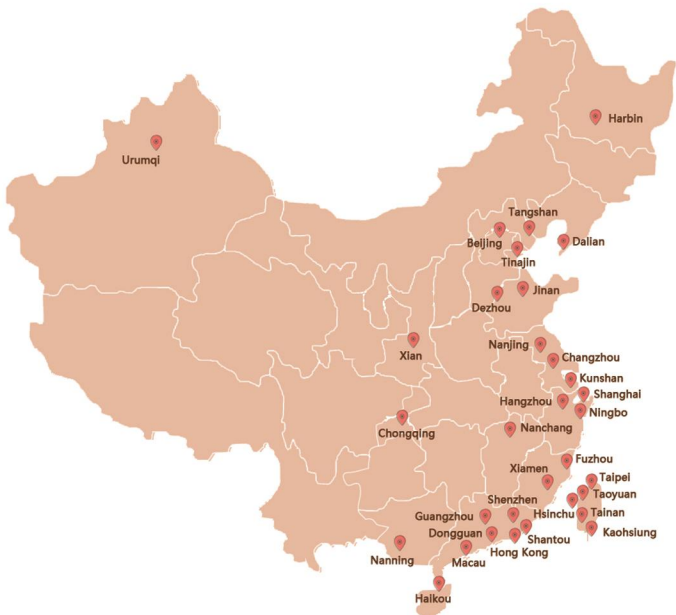 Harbin
Urumqi
Tangshan
Beijing
Dalian
Tinajin
Jinan
Dezhou
Nanjing
Xian
Changzhou
Kunshan
Shanghai
Hangzhou
Ningbo
Chongqing
Nanchang
Fuzhou
Xiamen
Taipei
Taoyuan
Shenzhen
Hsinchu
Tainan
Guangzhou
Kaohsiung
Dongguan
Shantou
Hong Kong
Nanning
Macau
Haikou